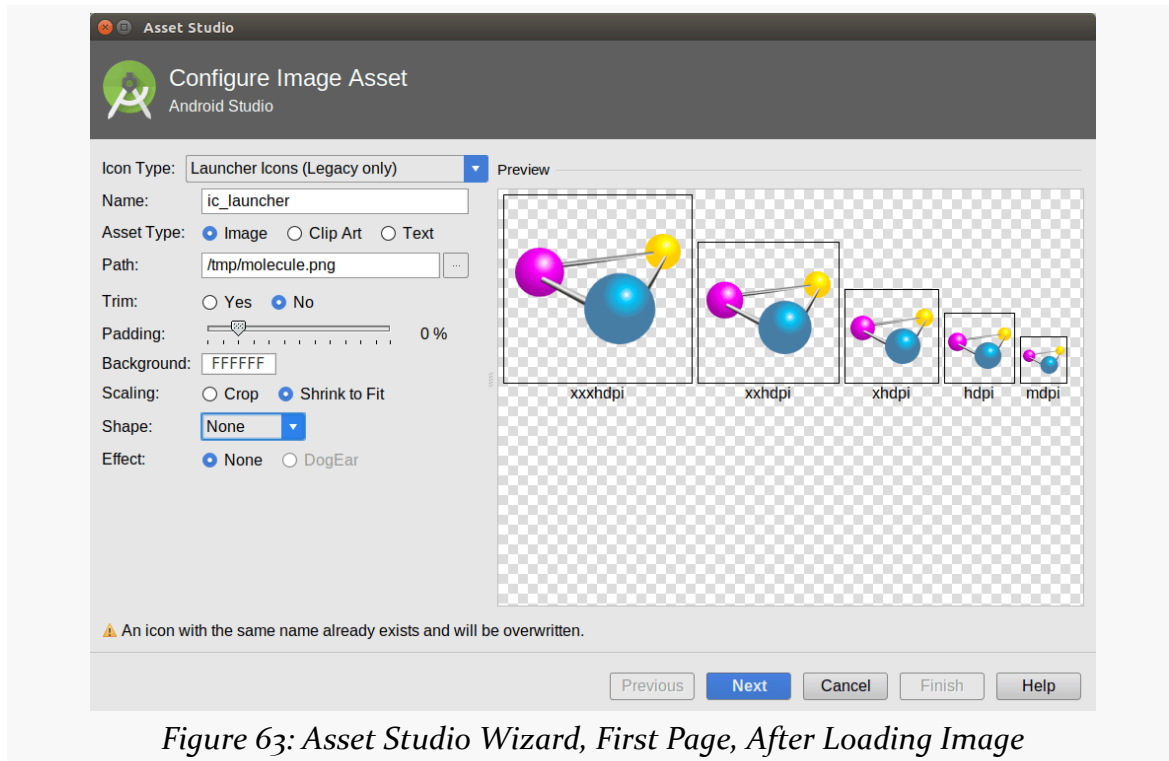 Asset Studio
Configure Image Asset
Android Studio
Icon Type: Launcher Icons (Legacy only)
Preview
Name: ic_launcher
Asset Type: Image Clip Art Text
Path: /tmp/molecule.png ...
Trim: Yes No
Padding: 0 %
Background: FFFFFF
Scaling: Crop Shrink to Fit
Shape: None
Effect: None DogEar
xxxhdpi xxhdpi xhdpi hdpi mdpi
An icon with the same name already exists and will be overwritten.
Previous Next Cancel Finish Help
Figure 63: Asset Studio Wizard, First Page, After Loading Image